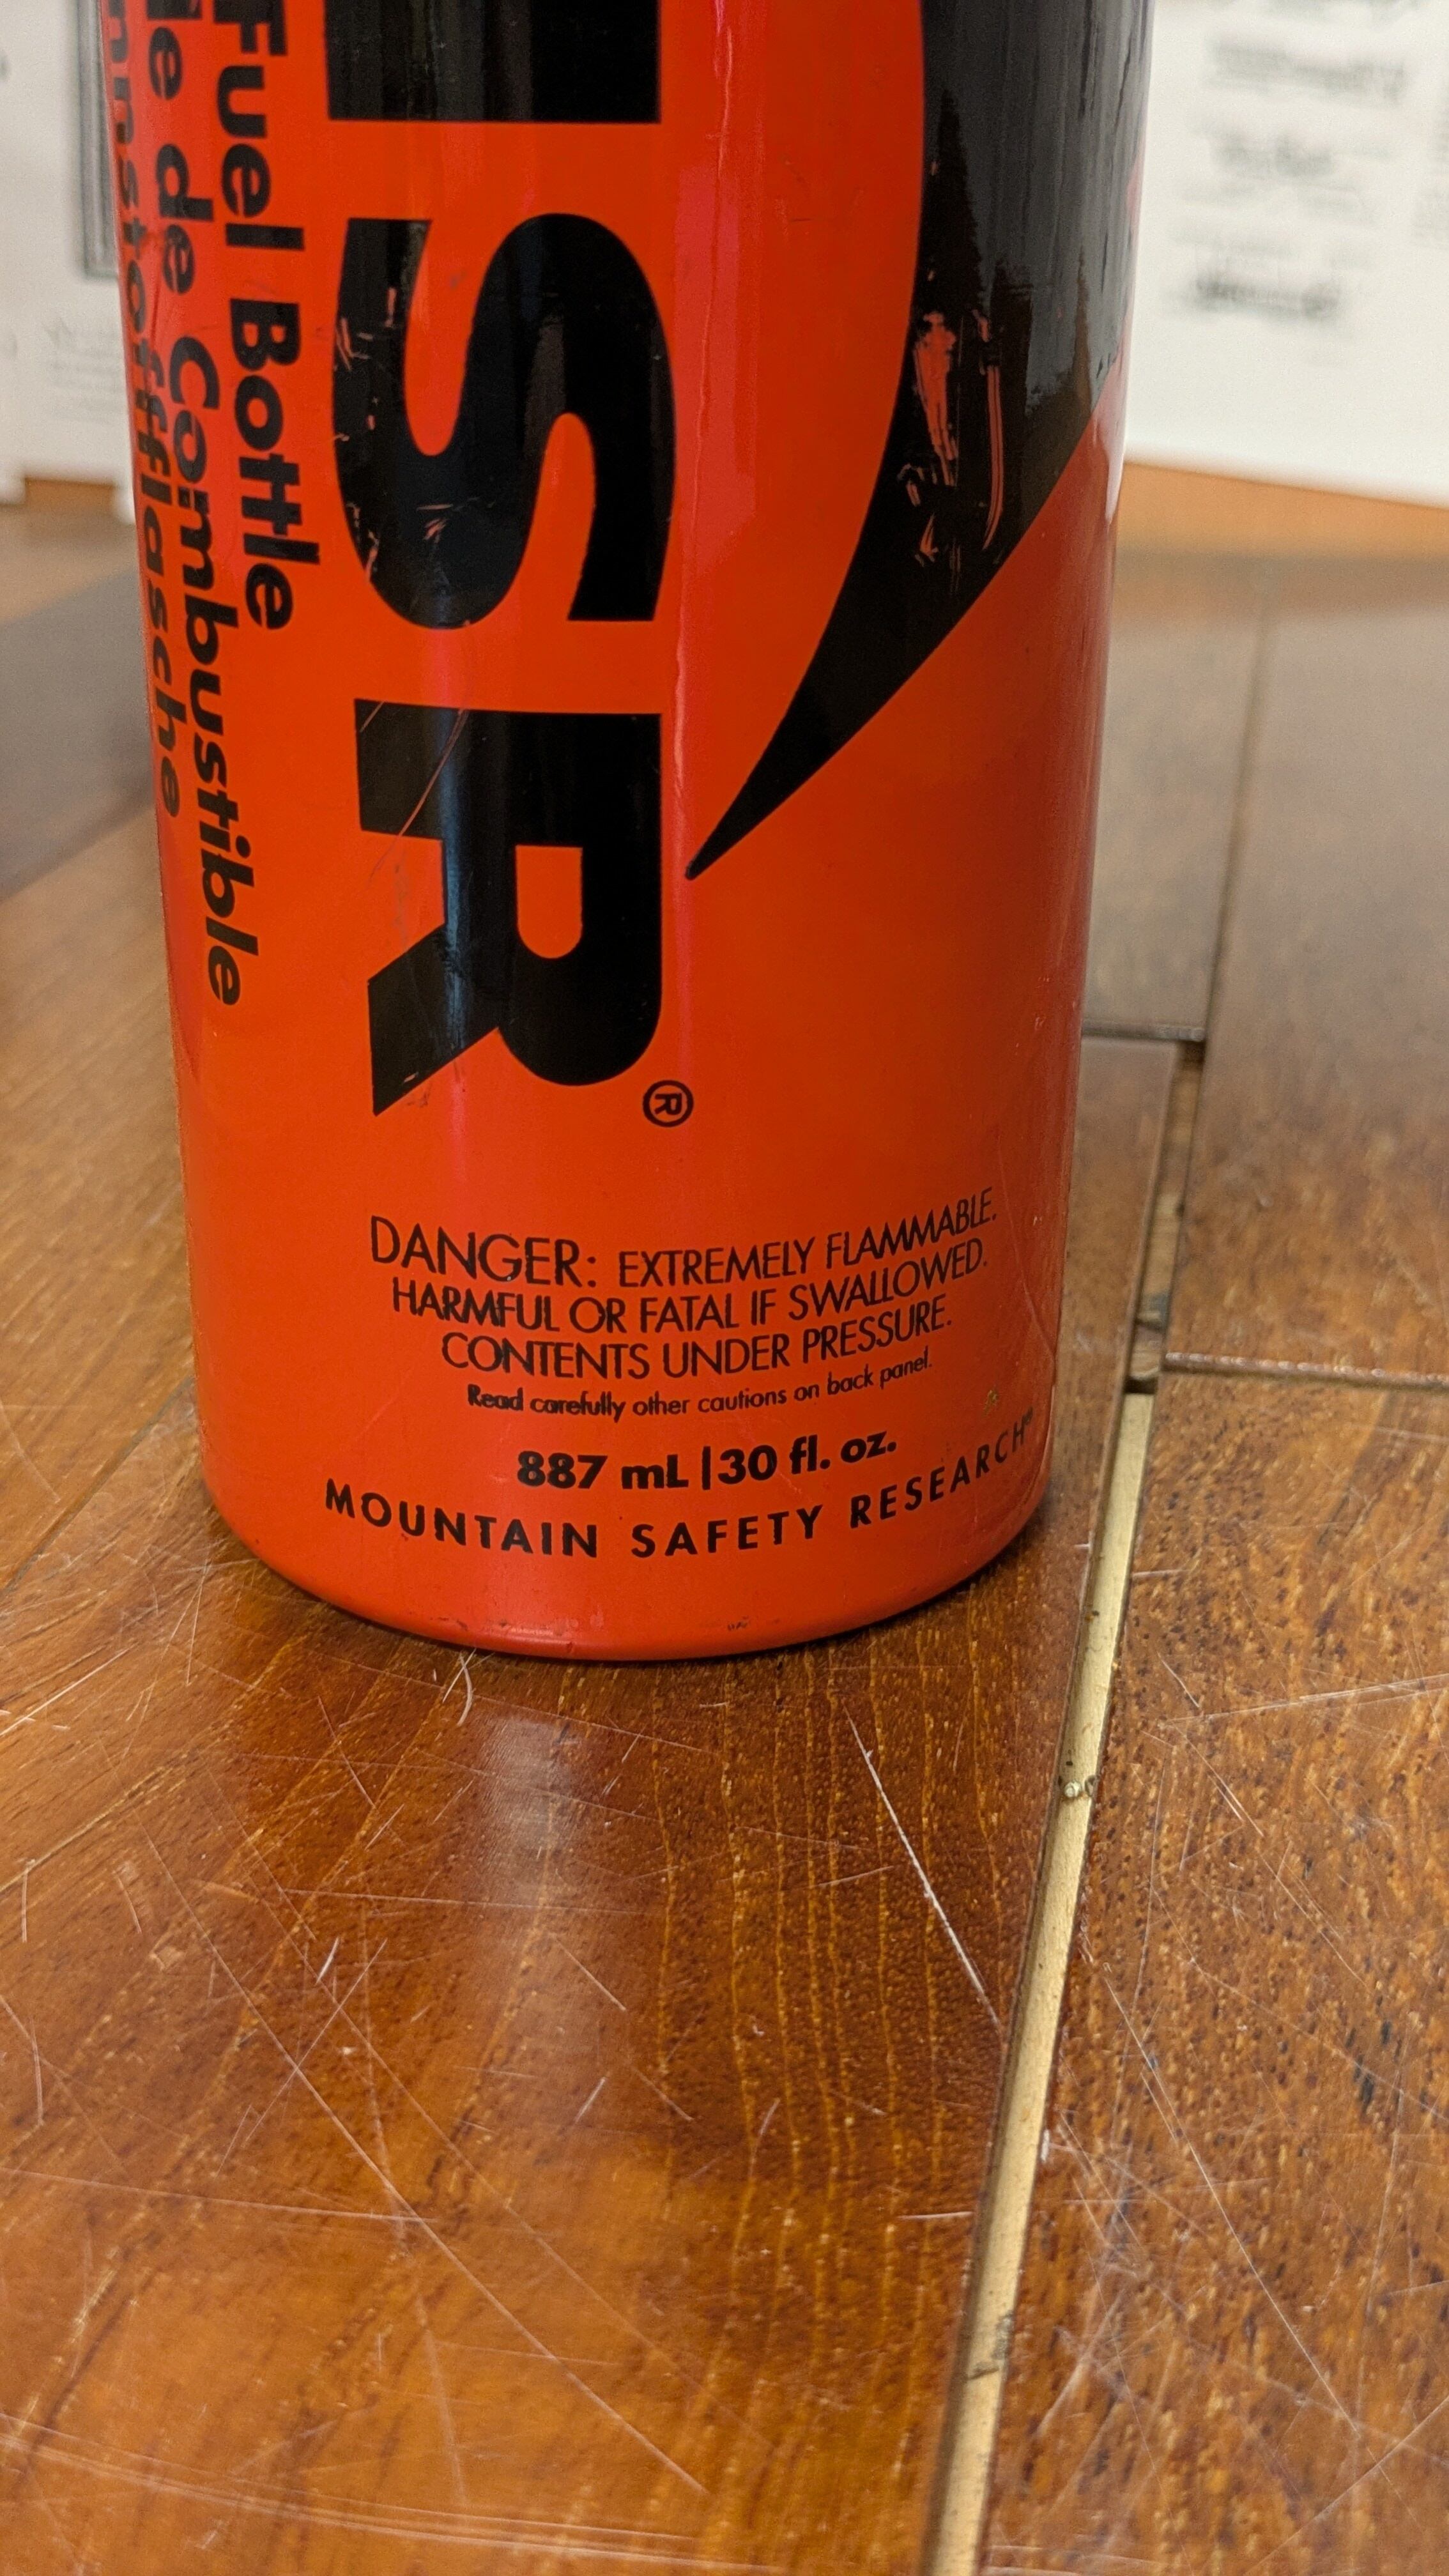 SR®
Fuel Bottle
de Combustible
DANGER: EXTREMELY FLAMMABLE.
HARMFUL OR FATAL IF SWALLOWED.
CONTENTS UNDER PRESSURE.
Read carefully other cautions on back panel.
887 mL | 30 fl. oz.
MOUNTAIN SAFETY RESEARCH®